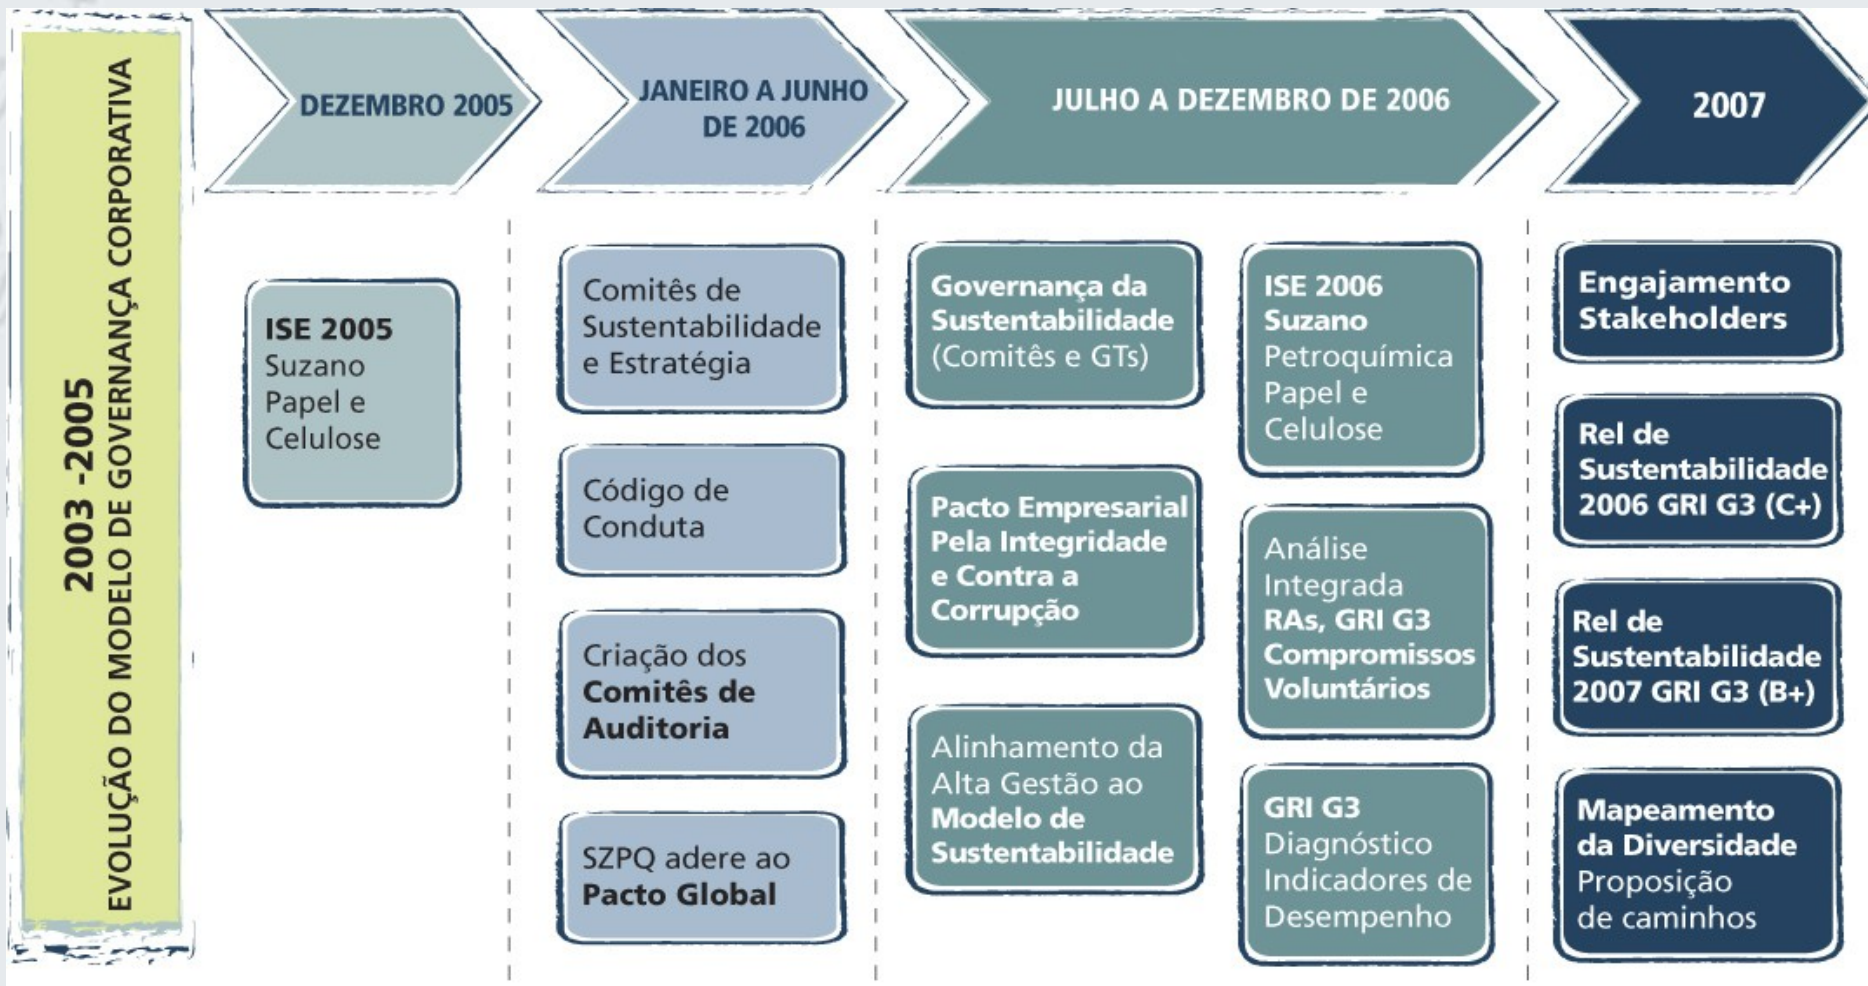 2003 -2005
EVOLUÇÃO DO MODELO DE GOVERNANÇA CORPORATIVA
DEZEMBRO 2005
JANEIRO A JUNHO
DE 2006
JULHO A DEZEMBRO DE 2006
2007
ISE 2005
Suzano
Papel e
Celulose
Comitês de
Sustentabilidade
e Estratégia
Código de
Conduta
Criação dos
Comitês de
Auditoria
SZPQ adere ao
Pacto Global
Governança da
Sustentabilidade
(Comitês e GTs)
Pacto Empresarial
Pela Integridade
e Contra a
Corrupção
Alinhamento da
Alta Gestão ao
Modelo de
Sustentabilidade
ISE 2006
Suzano
Petroquímica
Papel e
Celulose
Análise
Integrada
RAs, GRI G3
Compromissos
Voluntários
GRI G3
Diagnóstico
Indicadores de
Desempenho
Engajamento
Stakeholders
Rel de
Sustentabilidade
2006 GRI G3 (C+)
Rel de
Sustentabilidade
2007 GRI G3 (B+)
Mapeamento
da Diversidade
Proposição
de caminhos